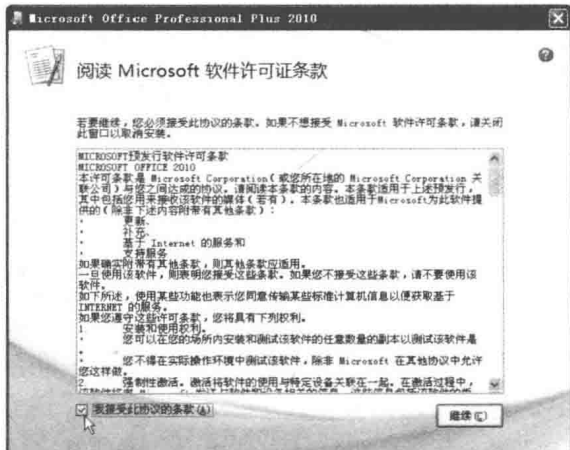 Microsoft Office Professional Plus 2010
阅读 Microsoft 软件许可证条款
若要继续，您必须接受此协议的条款。如果不想接受 Microsoft 软件许可条款，请关闭
此窗口以取消安装。
MICROSOFT预发行软件许可条款
MICROSOFT OFFICE 2010
本许可条款是 Microsoft Corporation（或您所在地的 Microsoft Corporation 关
联公司）与您之间达成的协议。请阅读本条款的内容。本条款适用于上述预发行，
其中包括您用来接收该软件的媒体（若有）。本条款也适用于Microsoft为此软件提
供的（除非下述内容附带有其他条款）：
· 更新、
· 补充、
· 基于 Internet 的服务和
· 支持服务
如果确实附带有其他条款，则其他条款应适用。
一旦使用该软件，则表明您接受这些条款。如果您不接受这些条款，请不要使用该
软件。
如下所述，使用某些功能也表示您同意传输某些标准计算机信息以便获取基于
INTERNET 的服务。
如果您遵守这些许可条款，您将具有下列权利。
1. 安装和使用权利。
· 您可以在您的场所内安装和测试该软件的任意数量的副本以测试该软件是
。
· 您不得在实际操作环境中测试该软件，除非 Microsoft 在其他协议中允许
您这样做。
2. 强制性激活。激活将软件的使用与特定设备关联在一起。在激活过程中，
我接受此协议的条款(A)
继续(C)